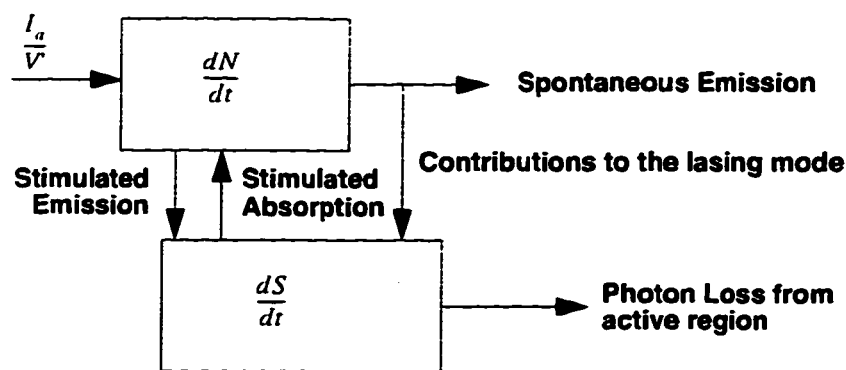 I_a
V
dN
dt
Spontaneous Emission
Contributions to the lasing mode
Stimulated
Emission
Stimulated
Absorption
dS
dt
Photon Loss from
active region